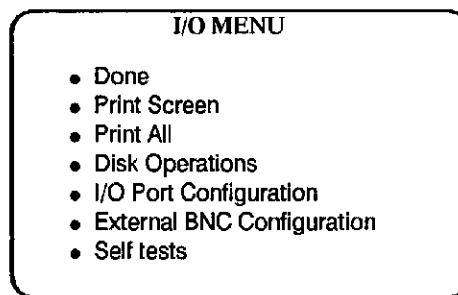 I/O MENU
• Done
• Print Screen
• Print All
• Disk Operations
• I/O Port Configuration
• External BNC Configuration
• Self tests